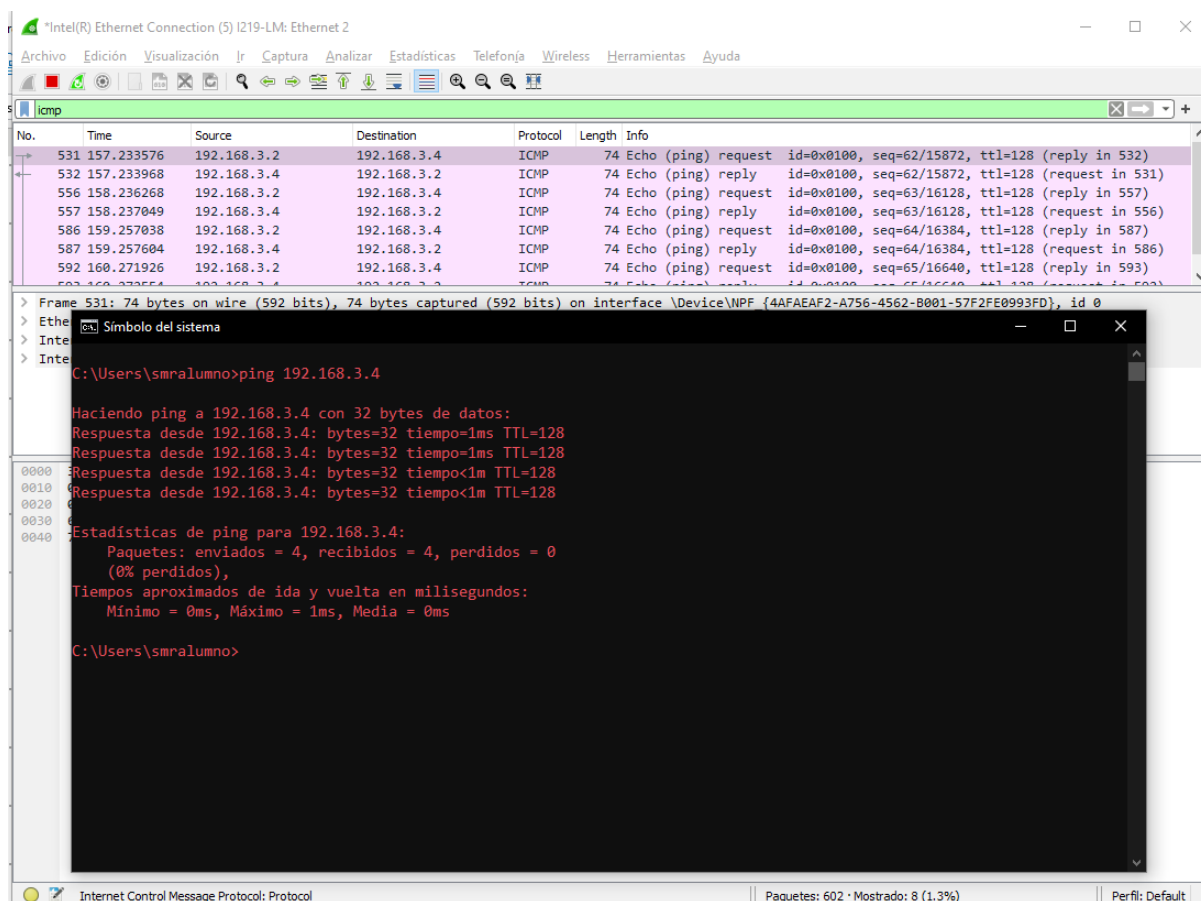 *Intel(R) Ethernet Connection (5) I219-LM: Ethernet 2
Archivo Edición Visualización Ir Captura Analizar Estadísticas Telefonía Wireless Herramientas Ayuda
icmp
No. Time Source Destination Protocol Length Info
531 157.233576 192.168.3.2 192.168.3.4 ICMP 74 Echo (ping) request id=0x0100, seq=62/15872, ttl=128 (reply in 532)
532 157.233968 192.168.3.4 192.168.3.2 ICMP 74 Echo (ping) reply id=0x0100, seq=62/15872, ttl=128 (request in 531)
556 158.236268 192.168.3.2 192.168.3.4 ICMP 74 Echo (ping) request id=0x0100, seq=63/16128, ttl=128 (reply in 557)
557 158.237049 192.168.3.4 192.168.3.2 ICMP 74 Echo (ping) reply id=0x0100, seq=63/16128, ttl=128 (request in 556)
586 159.257038 192.168.3.2 192.168.3.4 ICMP 74 Echo (ping) request id=0x0100, seq=64/16384, ttl=128 (reply in 587)
587 159.257604 192.168.3.4 192.168.3.2 ICMP 74 Echo (ping) reply id=0x0100, seq=64/16384, ttl=128 (request in 586)
592 160.271926 192.168.3.2 192.168.3.4 ICMP 74 Echo (ping) request id=0x0100, seq=65/16640, ttl=128 (reply in 593)
Frame 531: 74 bytes on wire (592 bits), 74 bytes captured (592 bits) on interface \Device\NPF_{4AFAEAF2-A756-4562-B001-57F2FE0993FD}, id 0
Ethe
Inte
Inte
Símbolo del sistema
C:\Users\smralumno>ping 192.168.3.4
Haciendo ping a 192.168.3.4 con 32 bytes de datos:
Respuesta desde 192.168.3.4: bytes=32 tiempo=1ms TTL=128
Respuesta desde 192.168.3.4: bytes=32 tiempo=1ms TTL=128
Respuesta desde 192.168.3.4: bytes=32 tiempo<1m TTL=128
Respuesta desde 192.168.3.4: bytes=32 tiempo<1m TTL=128
Estadísticas de ping para 192.168.3.4:
Paquetes: enviados = 4, recibidos = 4, perdidos = 0
(0% perdidos),
Tiempos aproximados de ida y vuelta en milisegundos:
Mínimo = 0ms, Máximo = 1ms, Media = 0ms
C:\Users\smralumno>
0000
0010
0020
0030
0040
Internet Control Message Protocol: Protocol Paquetes: 602 · Mostrado: 8 (1.3%) Perfil: Default